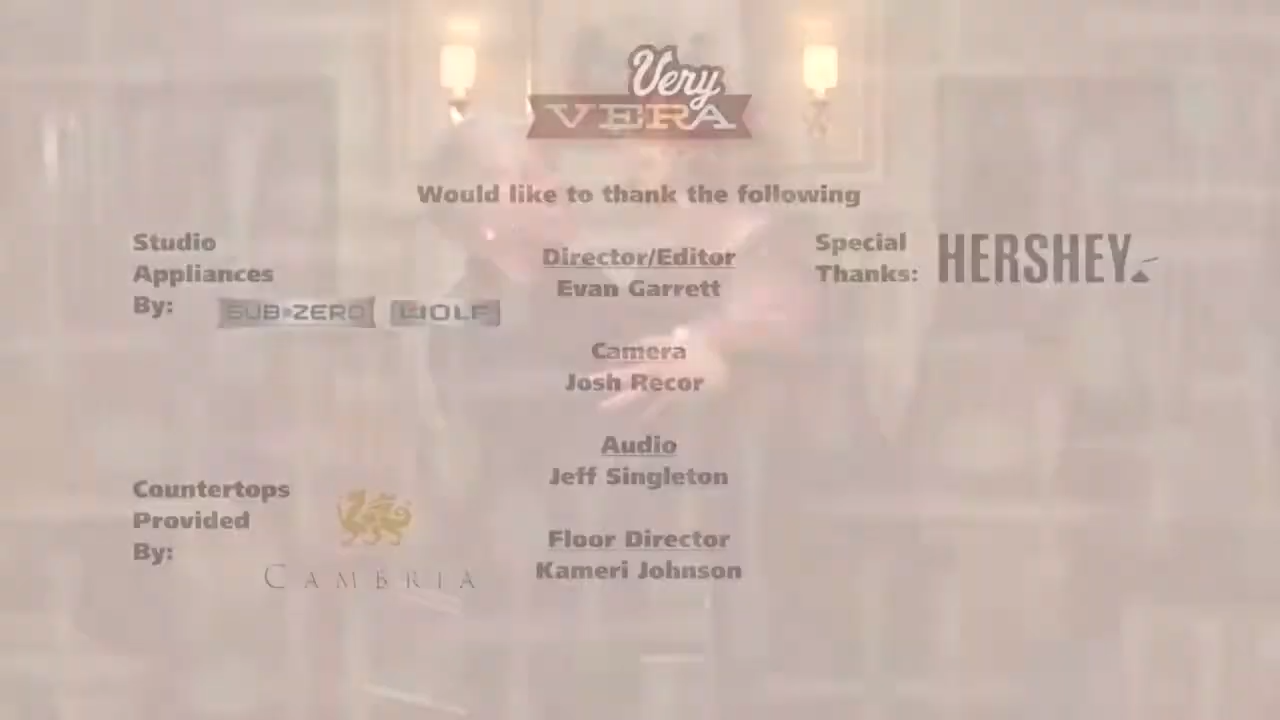 Very
VERA
Would like to thank the following
Studio
Appliances
By:
SUB-ZERO WOLF
Countertops
Provided
By:
CAMBRIA
Director/Editor
Evan Garrett
Camera
Josh Recor
Audio
Jeff Singleton
Floor Director
Kameri Johnson
Special
Thanks:
HERSHEY